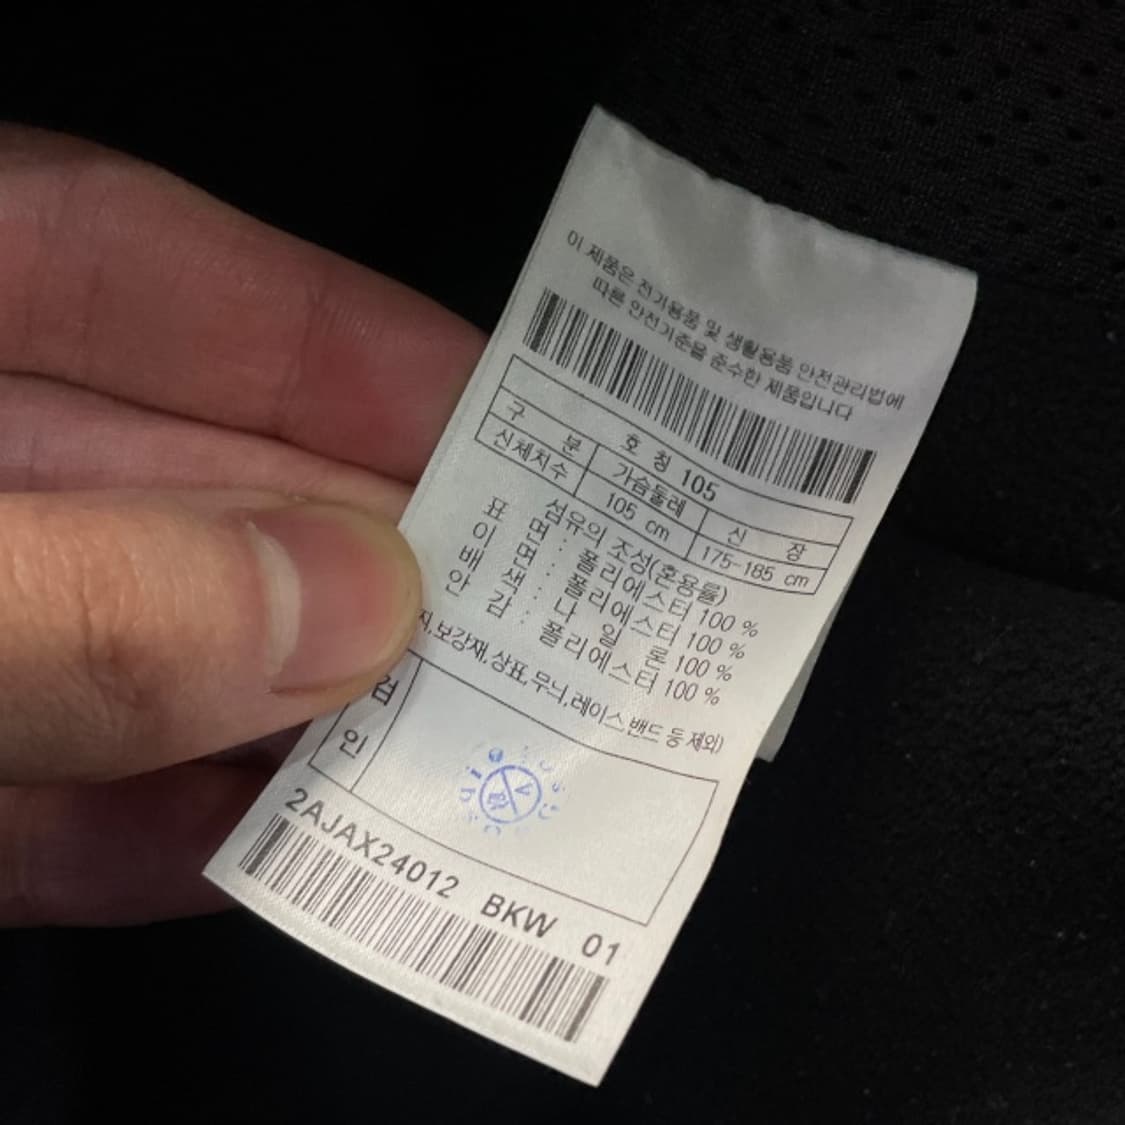 이 제품은 전기용품 및 생활용품 안전관리법에
따른 안전기준을 준수한 제품입니다
호 칭 105
구 분 가슴둘레 신 장
신체치수 105 cm 175-185 cm
섬유의 조성(혼용률)
표 면 : 폴리에스터 100 %
이 면 : 폴리에스터 100 %
배 색 : 나 일 론 100 %
안 감 : 폴리에스터 100 %
지,보강재,상표,무늬,레이스,밴드 등 제외)
검
인
2AJAX24012 BKW 01